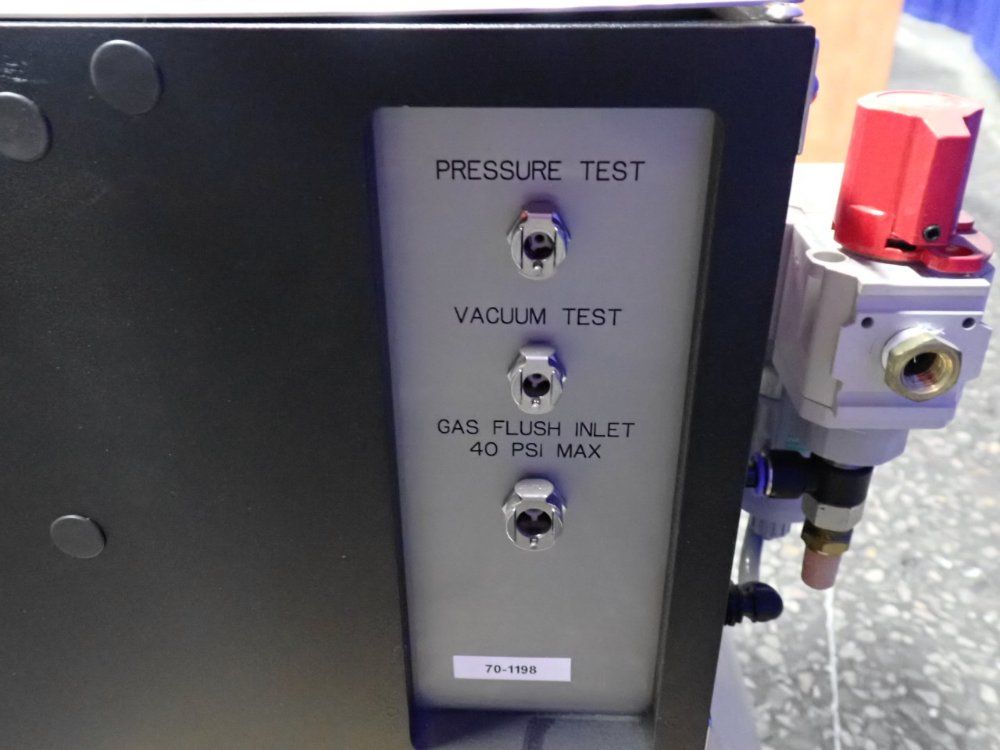 PRESSURE TEST
VACUUM TEST
GAS FLUSH INLET
40 PSI MAX
70-1198